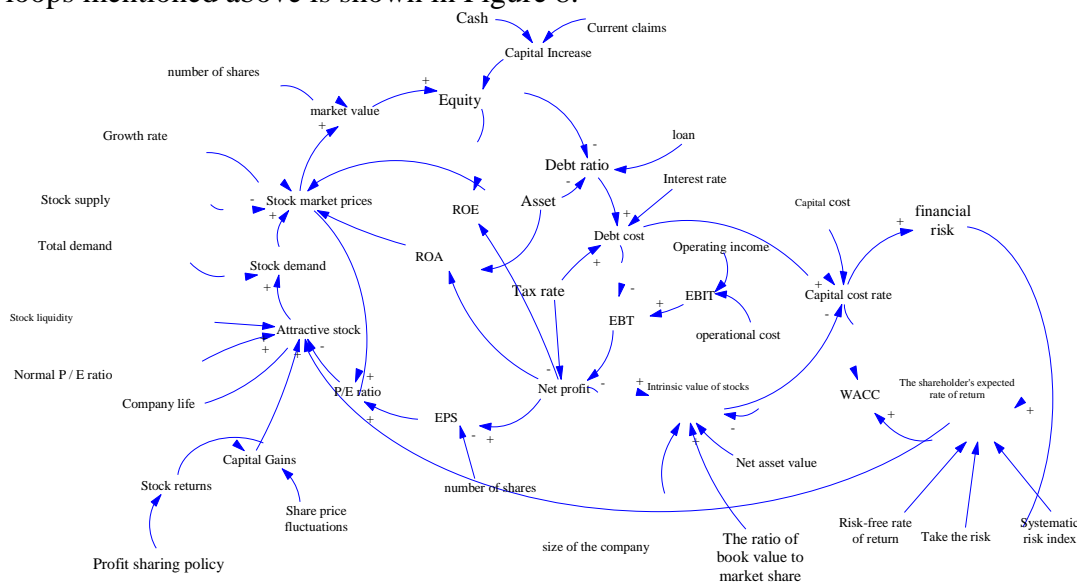 loops mentioned above is shown in Figure 8.
Cash
Current claims
Capital Increase
number of shares
+
Equity
market value
+
Growth rate
loan
-
Debt ratio
-
Interest rate
Stock supply
-
Stock market prices
+
ROE
Asset
+
Capital cost
+
financial
risk
Debt cost
+
Operating income
Total demand
ROA
Stock demand
+
Tax rate
-
EBIT
+
+
Capital cost rate
-
Stock liquidity
Attractive stock
EBT
operational cost
+
+
+
-
Normal P / E ratio
+
P/E ratio
+
-
Net profit
-
+
Intrinsic value of stocks
WACC
The shareholder's expected
rate of return
+
+
Company life
EPS
-
+
-
+
Capital Gains
Net asset value
Stock returns
number of shares
Share price
fluctuations
Risk-free rate
of return
Take the risk
Systematic
risk index
size of the company
The ratio of
book value to
market share
Profit sharing policy